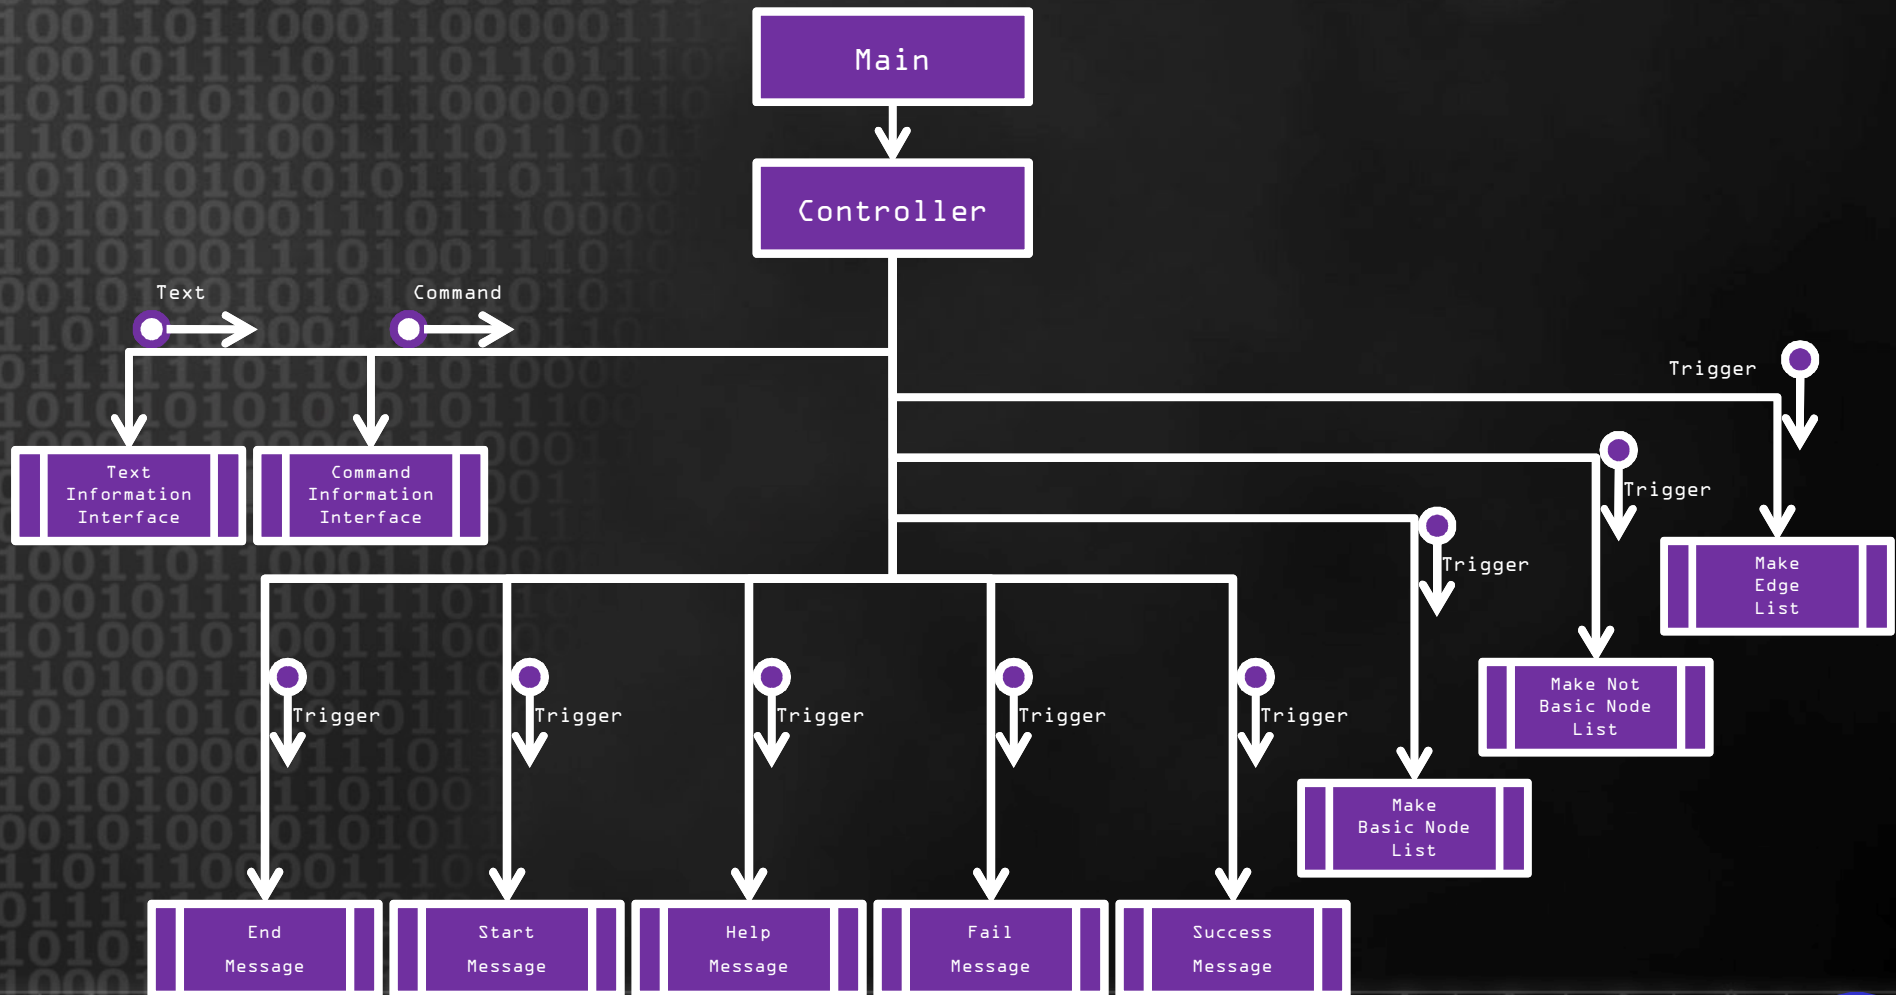 Main
Controller
Text
Command
Trigger
Text
Information
Interface
Command
Information
Interface
Trigger
Trigger
Make
Edge
List
Make Not
Basic Node
List
Trigger
Trigger
Trigger
Trigger
Trigger
Make
Basic Node
List
End
Message
Start
Message
Help
Message
Fail
Message
Success
Message